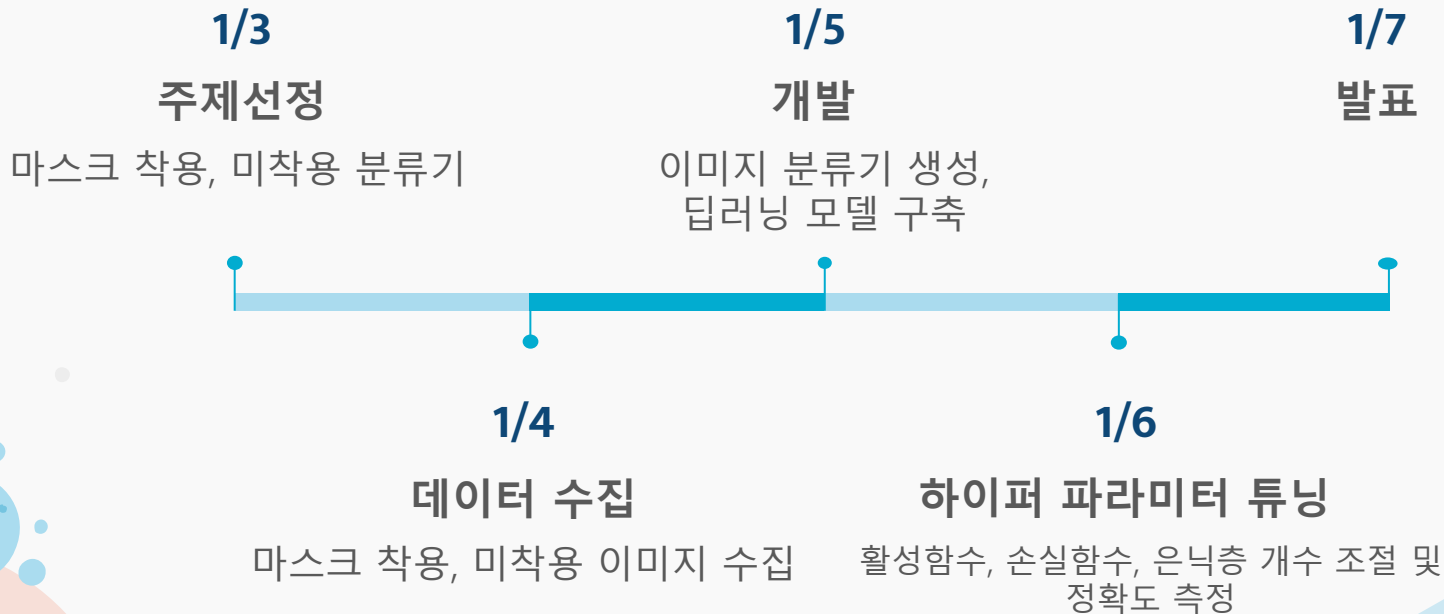 1/3
주제선정
마스크 착용, 미착용 분류기
1/5
개발
이미지 분류기 생성,
딥러닝 모델 구축
1/7
발표
1/4
데이터 수집
마스크 착용, 미착용 이미지 수집
1/6
하이퍼 파라미터 튜닝
활성함수, 손실함수, 은닉층 개수 조절 및
정확도 측정